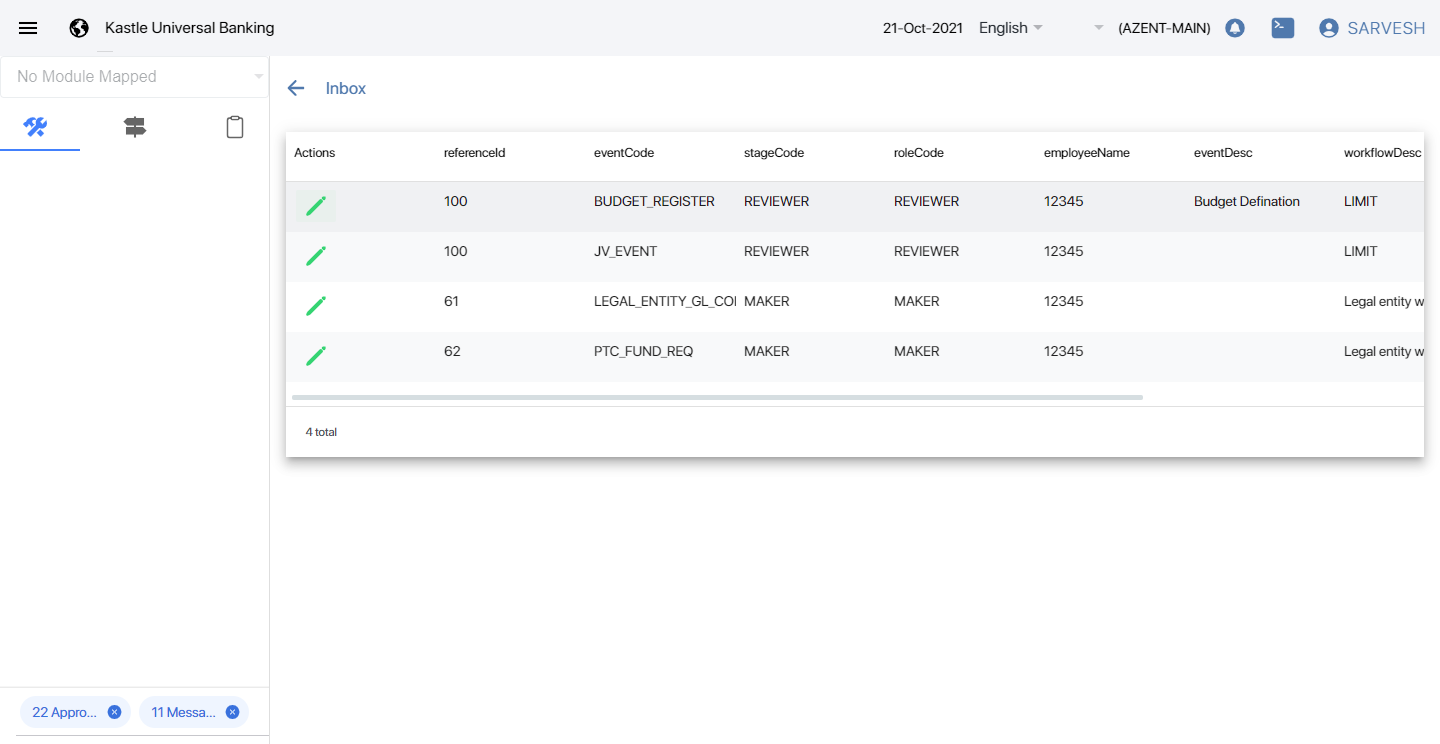 Kastle Universal Banking 21-Oct-2021 English (AZENT-MAIN) SARVESH
No Module Mapped
Inbox
Actions referenceId eventCode stageCode roleCode employeeName eventDesc workflowDesc
100 BUDGET_REGISTER REVIEWER REVIEWER 12345 Budget Defination LIMIT
100 JV_EVENT REVIEWER REVIEWER 12345 LIMIT
61 LEGAL_ENTITY_GL_COI MAKER MAKER 12345 Legal entity w
62 PTC_FUND_REQ MAKER MAKER 12345 Legal entity w
4 total
22 Appro... 11 Messa...